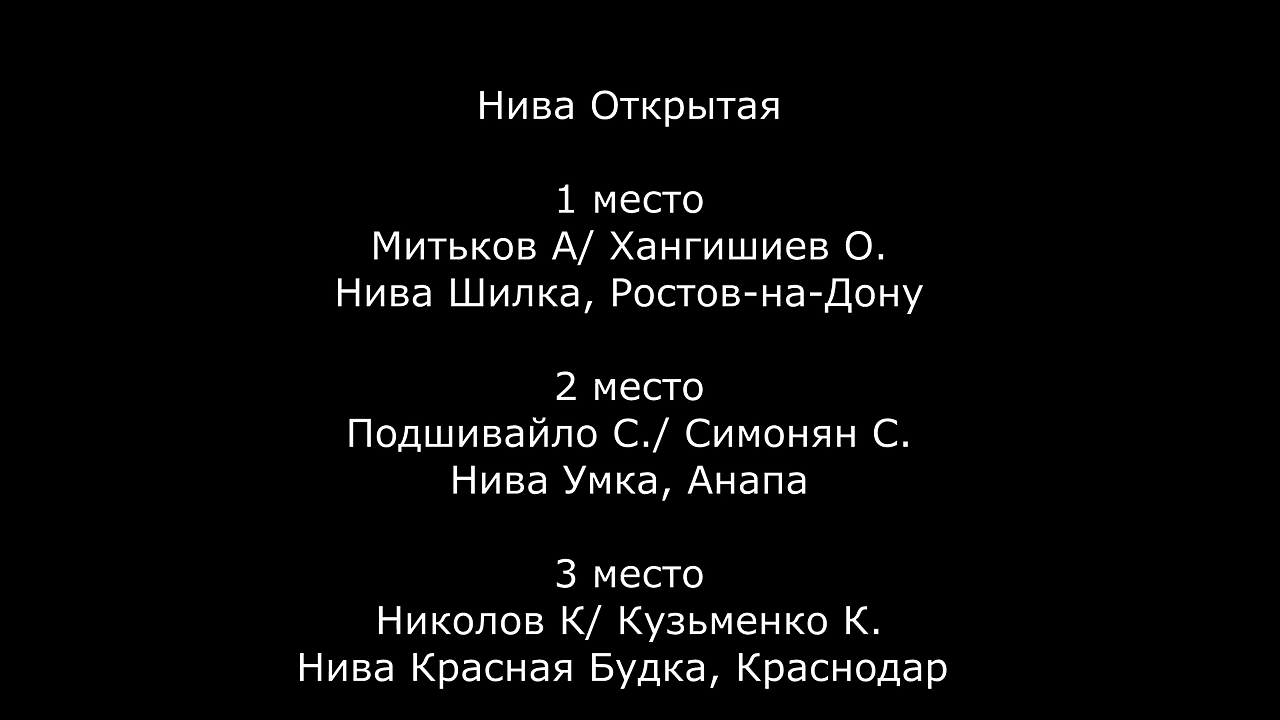 Нива Открытая
1 место
Митьков А/ Хангишиев О.
Нива Шилка, Ростов-на-Дону
2 место
Подшивайло С./ Симонян С.
Нива Умка, Анапа
3 место
Николов К/ Кузьменко К.
Нива Красная Будка, Краснодар